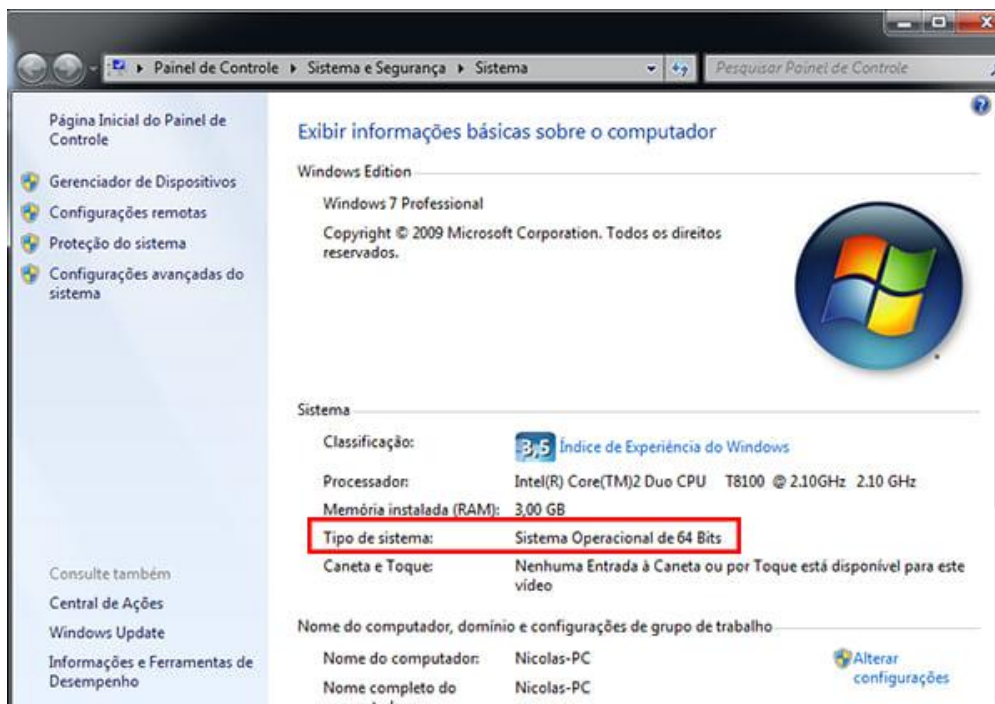 Painel de Controle Sistema e Segurança Sistema
Pesquisar Painel de Controle
Página Inicial do Painel de
Controle
Gerenciador de Dispositivos
Configurações remotas
Proteção do sistema
Configurações avançadas do
sistema
Consulte também
Central de Ações
Windows Update
Informações e Ferramentas de
Desempenho
Exibir informações básicas sobre o computador
Windows Edition
Windows 7 Professional
Copyright © 2009 Microsoft Corporation. Todos os direitos
reservados.
Sistema
Classificação: 3,5 Índice de Experiência do Windows
Processador: Intel(R) Core(TM)2 Duo CPU T8100 @ 2.10GHz 2.10 GHz
Memória instalada (RAM): 3,00 GB
Tipo de sistema: Sistema Operacional de 64 Bits
Caneta e Toque: Nenhuma Entrada à Caneta ou por Toque está disponível para este
vídeo
Nome do computador, domínio e configurações de grupo de trabalho
Nome do computador: Nicolas-PC
Alterar
configurações
Nome completo do Nicolas-PC